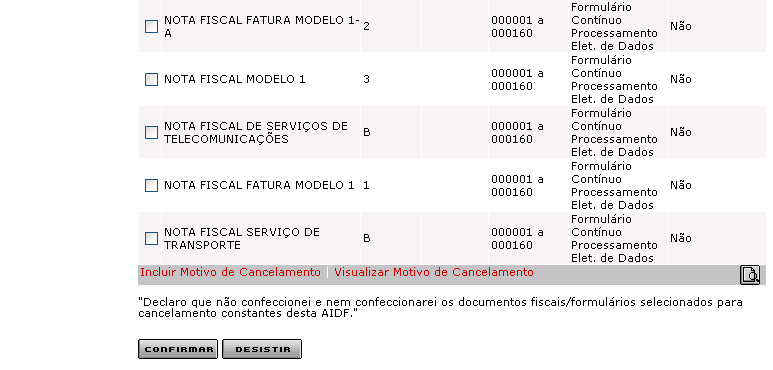 NOTA FISCAL FATURA MODELO 1-A 2 000001 a 000160 Formulário Contínuo Processamento Elet. de Dados Não
NOTA FISCAL MODELO 1 3 000001 a 000160 Formulário Contínuo Processamento Elet. de Dados Não
NOTA FISCAL DE SERVIÇOS DE TELECOMUNICAÇÕES B 000001 a 000160 Formulário Contínuo Processamento Elet. de Dados Não
NOTA FISCAL FATURA MODELO 1 1 000001 a 000160 Formulário Contínuo Processamento Elet. de Dados Não
NOTA FISCAL SERVIÇO DE TRANSPORTE B 000001 a 000160 Formulário Contínuo Processamento Elet. de Dados Não
Incluir Motivo de Cancelamento | Visualizar Motivo de Cancelamento
"Declaro que não confeccionei e nem confeccionarei os documentos fiscais/formulários selecionados para
cancelamento constantes desta AIDF."
CONFIRMAR DESISTIR